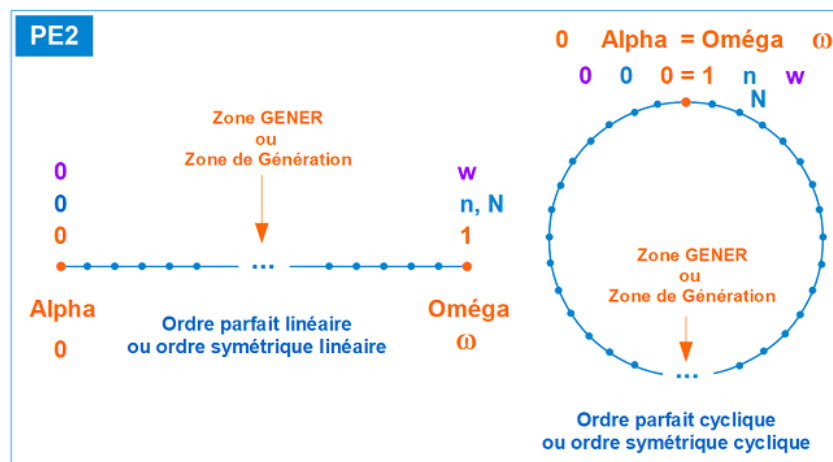 PE2
Zone GENER
ou
Zone de Génération
0 w
0 n, N
0 1
...
Alpha Oméga
0 ω
Ordre parfait linéaire
ou ordre symétrique linéaire
0 Alpha = Oméga ω
0 0 0 = 1 n w
N
Zone GENER
ou
Zone de Génération
...
Ordre parfait cyclique
ou ordre symétrique cyclique